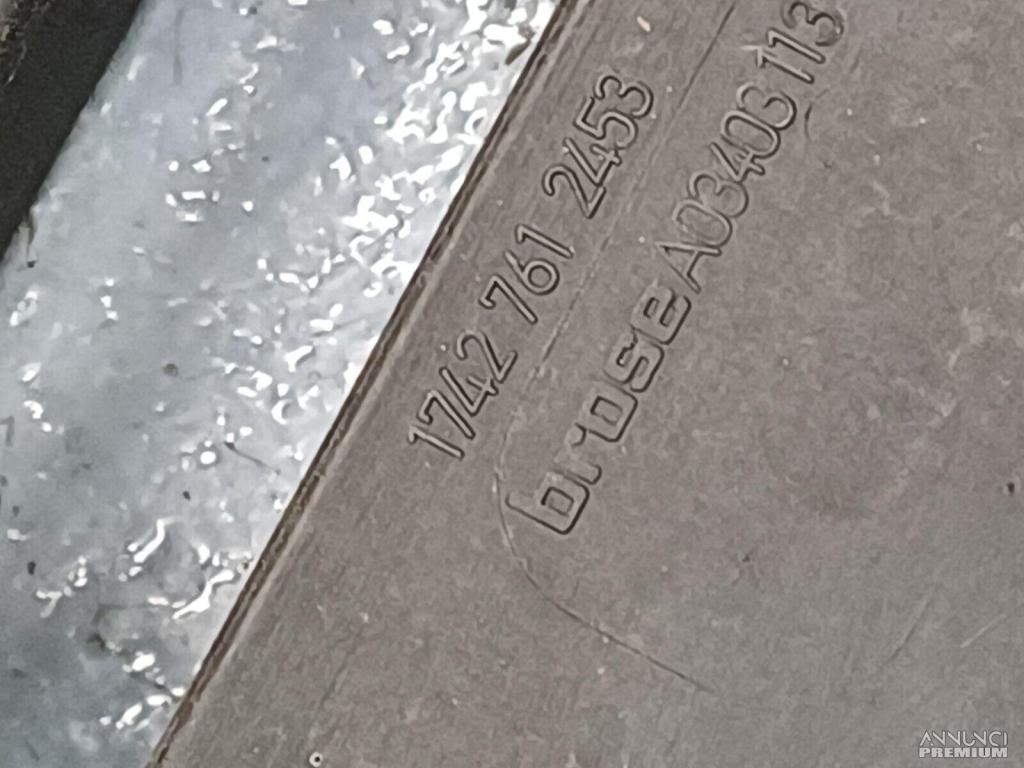 1742 761 2453
brose A03403 113
ANNUNCI
PREMIUM